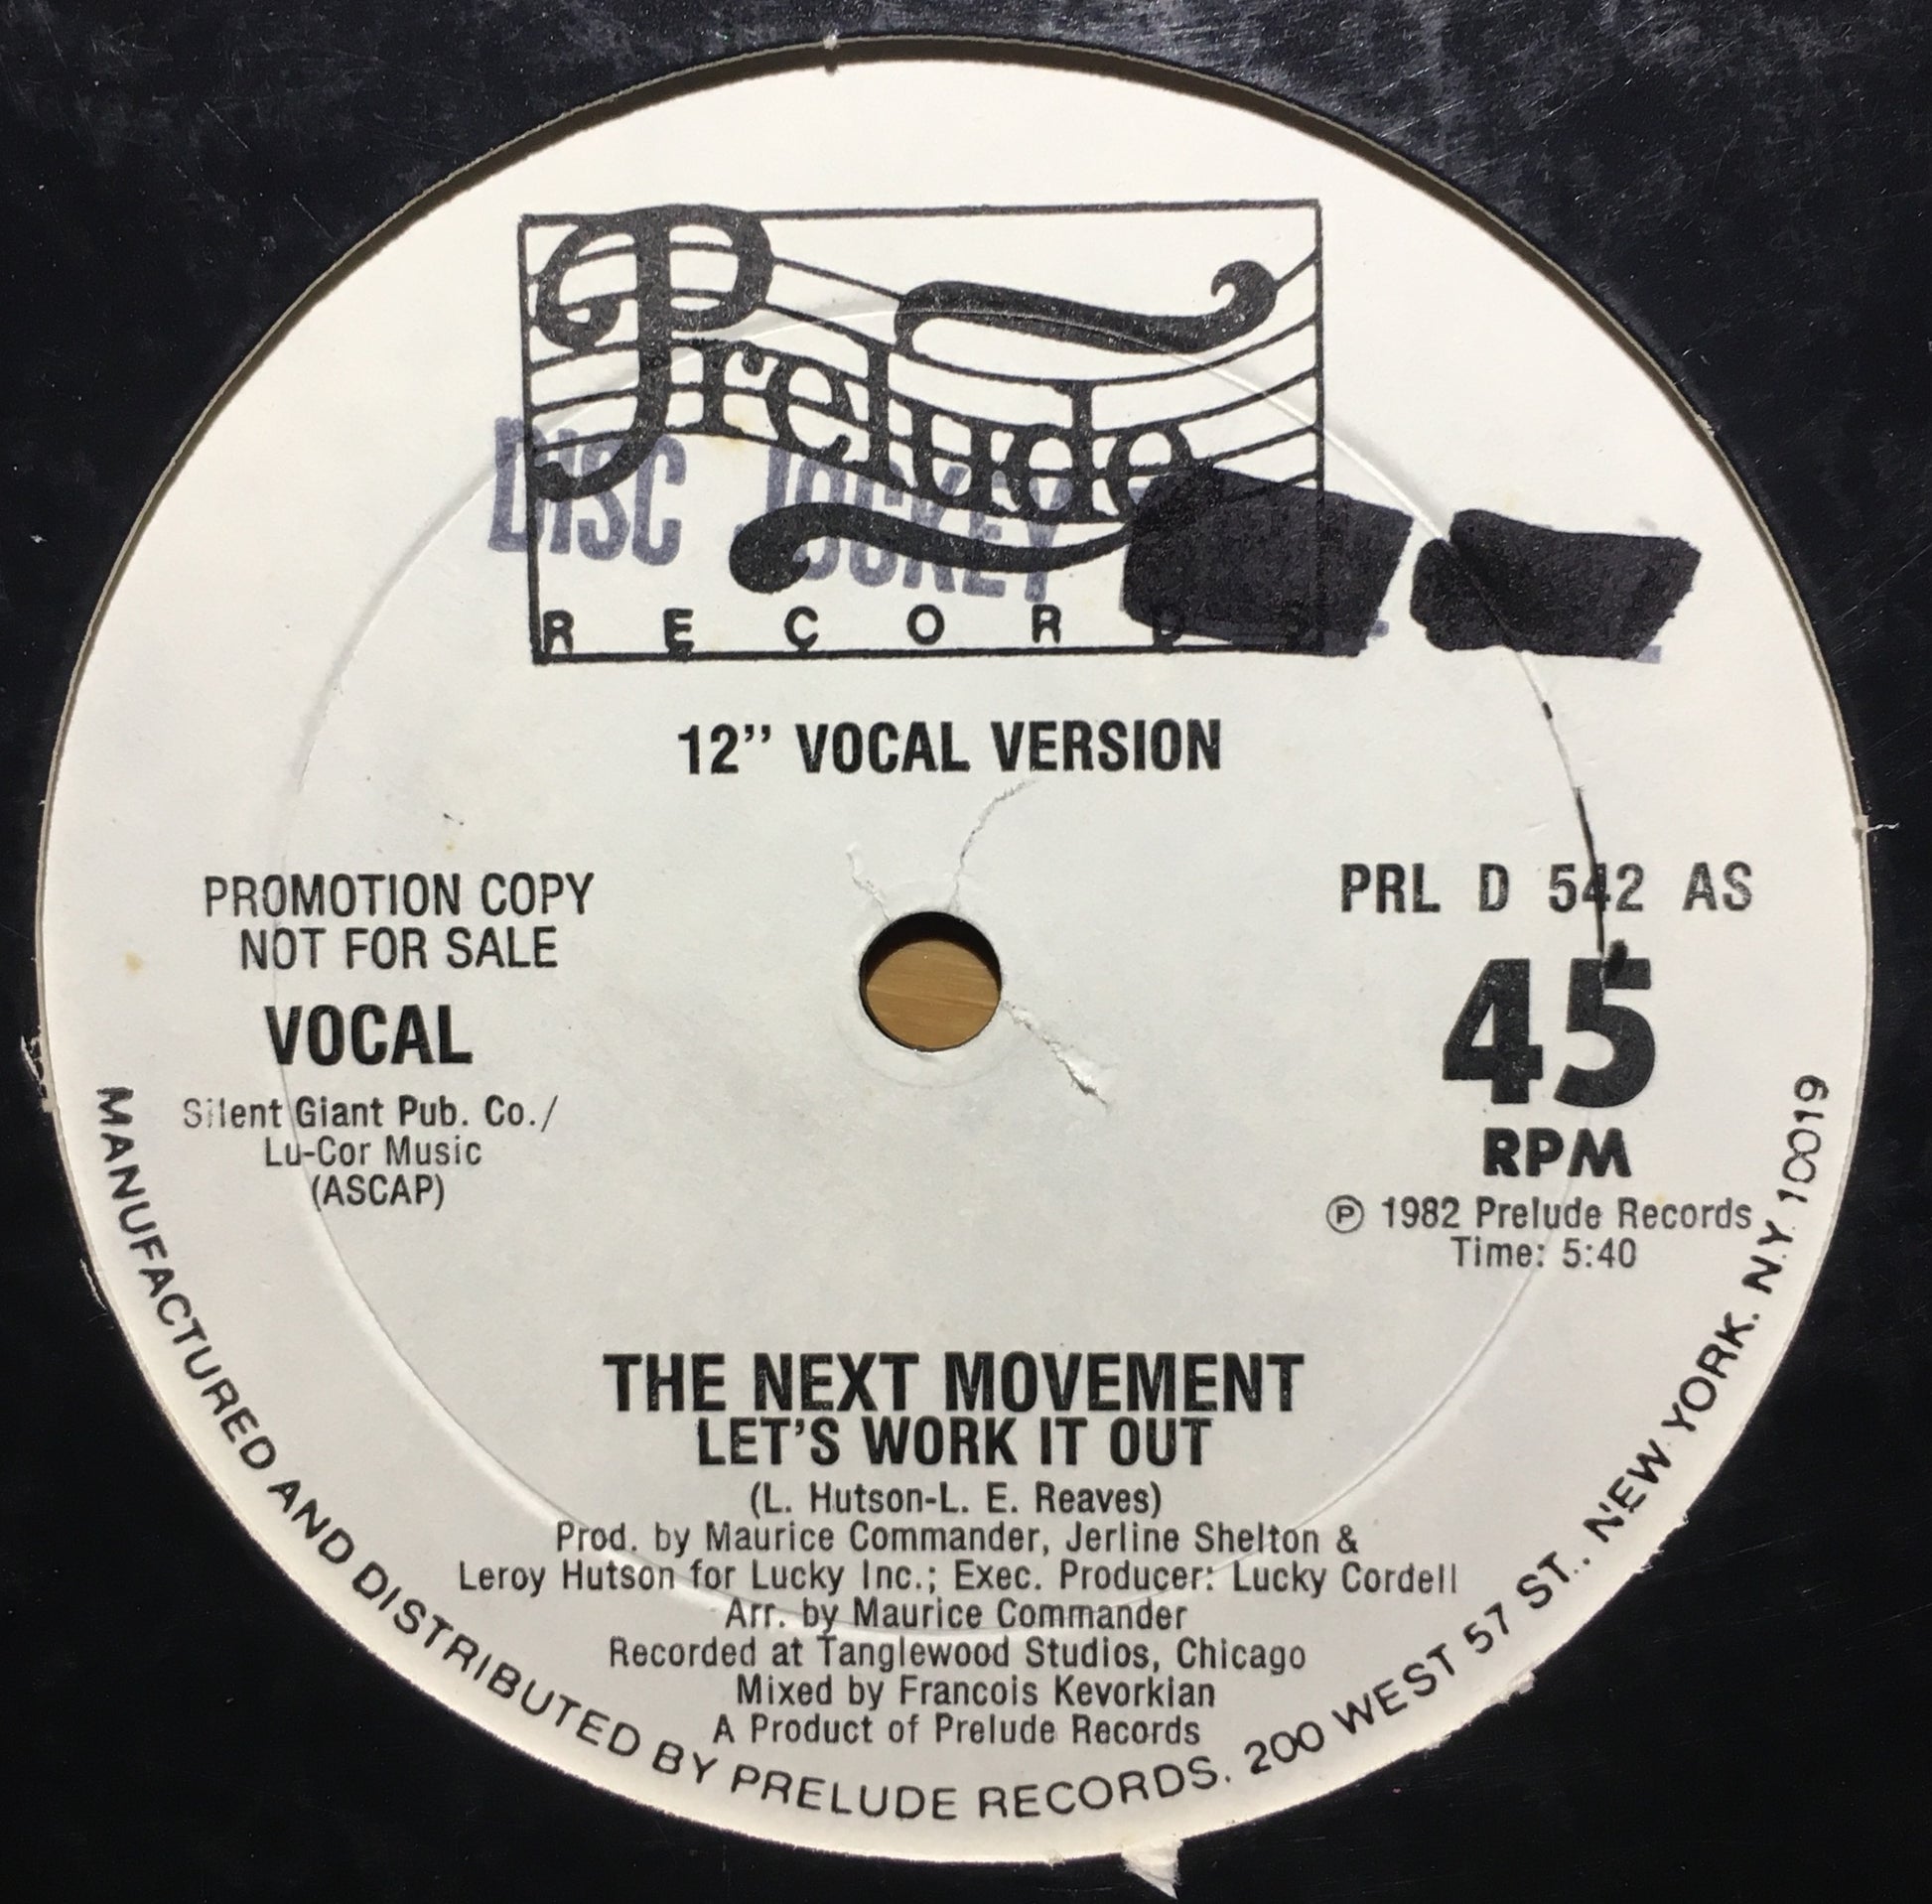 Prelude
DISC JOCKEY
RECORDS
12" VOCAL VERSION
PROMOTION COPY
NOT FOR SALE
VOCAL
Silent Giant Pub. Co./
Lu-Cor Music
(ASCAP)
PRL D 542 AS
45
RPM
Ⓟ 1982 Prelude Records
Time: 5:40
THE NEXT MOVEMENT
LET'S WORK IT OUT
(L. Hutson-L. E. Reaves)
Prod. by Maurice Commander, Jerline Shelton &
Leroy Hutson for Lucky Inc.; Exec. Producer: Lucky Cordell
Arr. by Maurice Commander
Recorded at Tanglewood Studios, Chicago
Mixed by Francois Kevorkian
A Product of Prelude Records
MANUFACTURED AND DISTRIBUTED BY PRELUDE RECORDS. 200 WEST 57 ST.. NEW YORK. N.Y. 10019